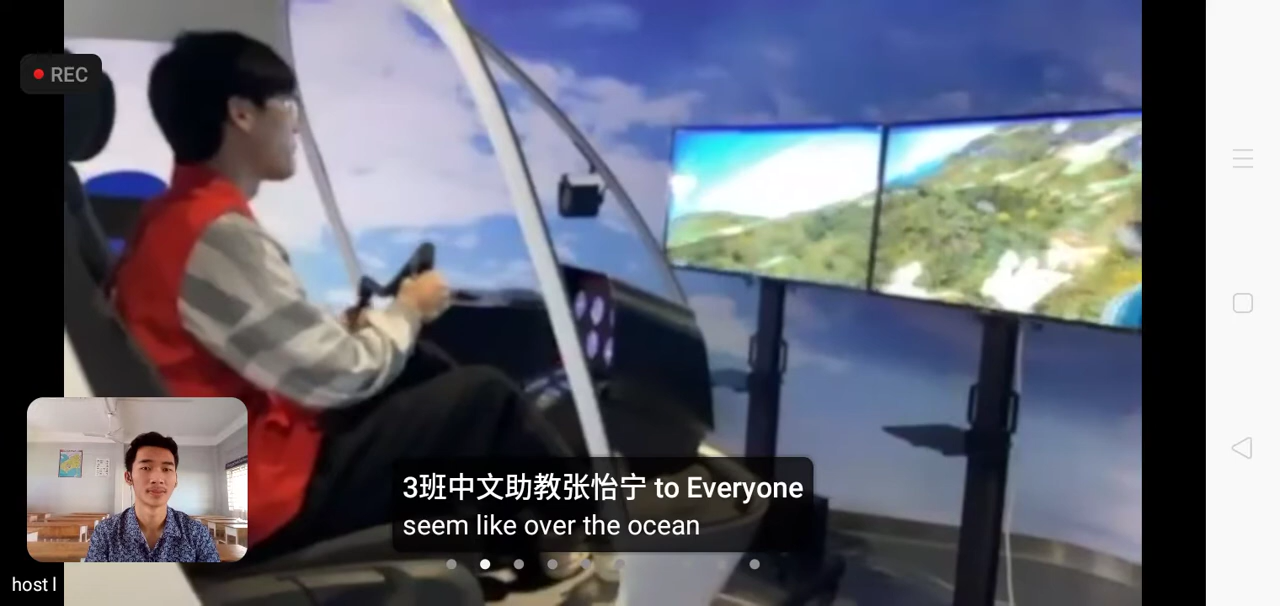 REC
3班中文助教张怡宁 to Everyone
seem like over the ocean
host l